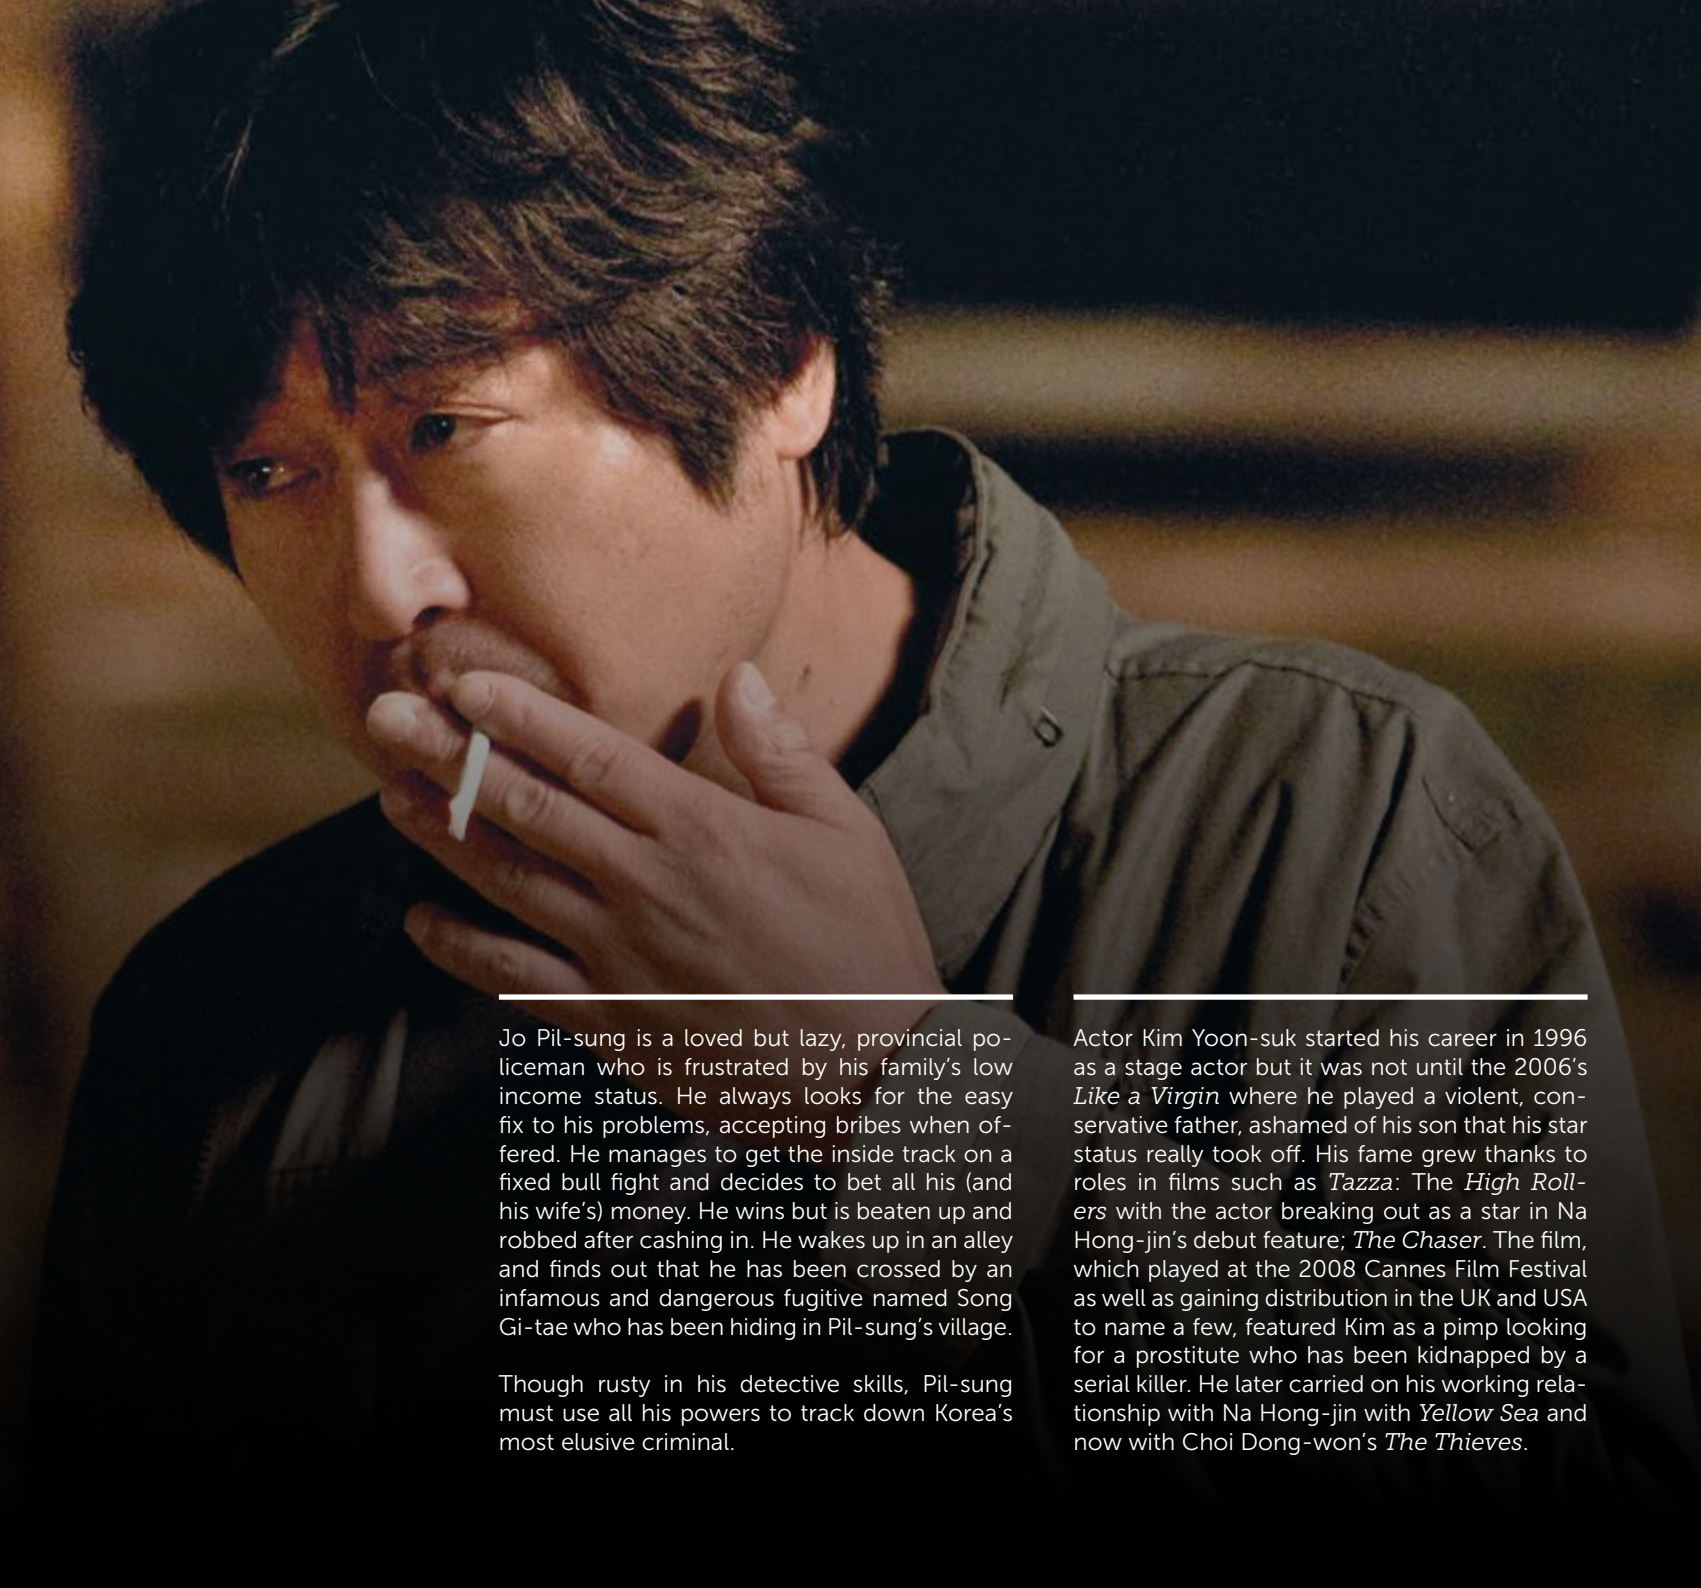 Jo Pil-sung is a loved but lazy, provincial po-
liceman who is frustrated by his family's low
income status. He always looks for the easy
fix to his problems, accepting bribes when of-
fered. He manages to get the inside track on a
fixed bull fight and decides to bet all his (and
his wife's) money. He wins but is beaten up and
robbed after cashing in. He wakes up in an alley
and finds out that he has been crossed by an
infamous and dangerous fugitive named Song
Gi-tae who has been hiding in Pil-sung's village.
Though rusty in his detective skills, Pil-sung
must use all his powers to track down Korea's
most elusive criminal.
Actor Kim Yoon-suk started his career in 1996
as a stage actor but it was not until the 2006's
Like a Virgin where he played a violent, con-
servative father, ashamed of his son that his star
status really took off. His fame grew thanks to
roles in films such as Tazza: The High Roll-
ers with the actor breaking out as a star in Na
Hong-jin's debut feature; The Chaser. The film,
which played at the 2008 Cannes Film Festival
as well as gaining distribution in the UK and USA
to name a few, featured Kim as a pimp looking
for a prostitute who has been kidnapped by a
serial killer. He later carried on his working rela-
tionship with Na Hong-jin with Yellow Sea and
now with Choi Dong-won's The Thieves.